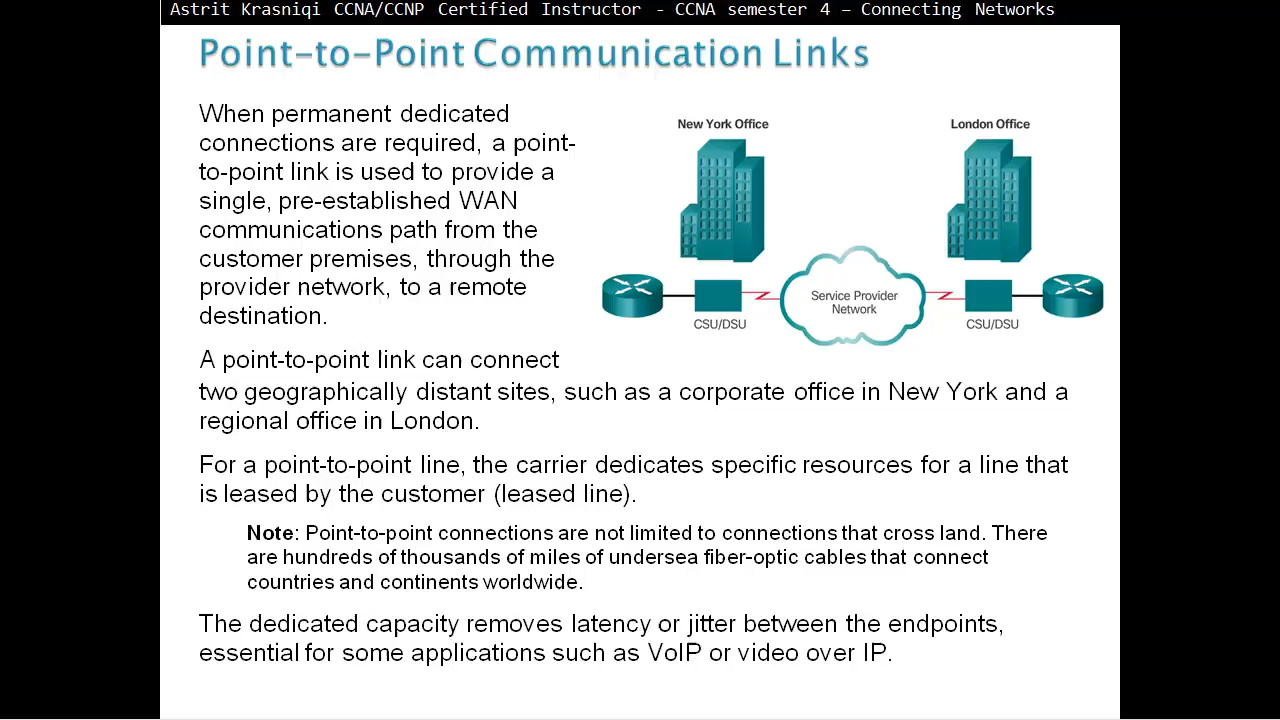 Astrit Krasniqi CCNA/CCNP Certified Instructor - CCNA semester 4 – Connecting Networks
Point-to-Point Communication Links
When permanent dedicated
connections are required, a point-
to-point link is used to provide a
single, pre-established WAN
communications path from the
customer premises, through the
provider network, to a remote
destination.
New York Office
London Office
Service Provider
Network
CSU/DSU
CSU/DSU
A point-to-point link can connect
two geographically distant sites, such as a corporate office in New York and a
regional office in London.
For a point-to-point line, the carrier dedicates specific resources for a line that
is leased by the customer (leased line).
Note: Point-to-point connections are not limited to connections that cross land. There
are hundreds of thousands of miles of undersea fiber-optic cables that connect
countries and continents worldwide.
The dedicated capacity removes latency or jitter between the endpoints,
essential for some applications such as VoIP or video over IP.